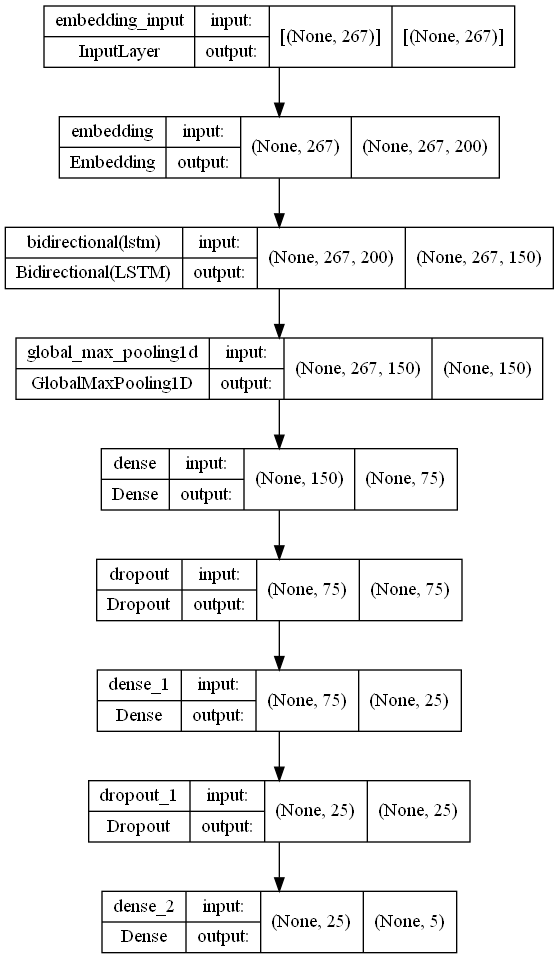 embedding_input input: [(None, 267)] [(None, 267)]
InputLayer output:
embedding input: (None, 267) (None, 267, 200)
Embedding output:
bidirectional(lstm) input: (None, 267, 200) (None, 267, 150)
Bidirectional(LSTM) output:
global_max_pooling1d input: (None, 267, 150) (None, 150)
GlobalMaxPooling1D output:
dense input: (None, 150) (None, 75)
Dense output:
dropout input: (None, 75) (None, 75)
Dropout output:
dense_1 input: (None, 75) (None, 25)
Dense output:
dropout_1 input: (None, 25) (None, 25)
Dropout output:
dense_2 input: (None, 25) (None, 5)
Dense output: